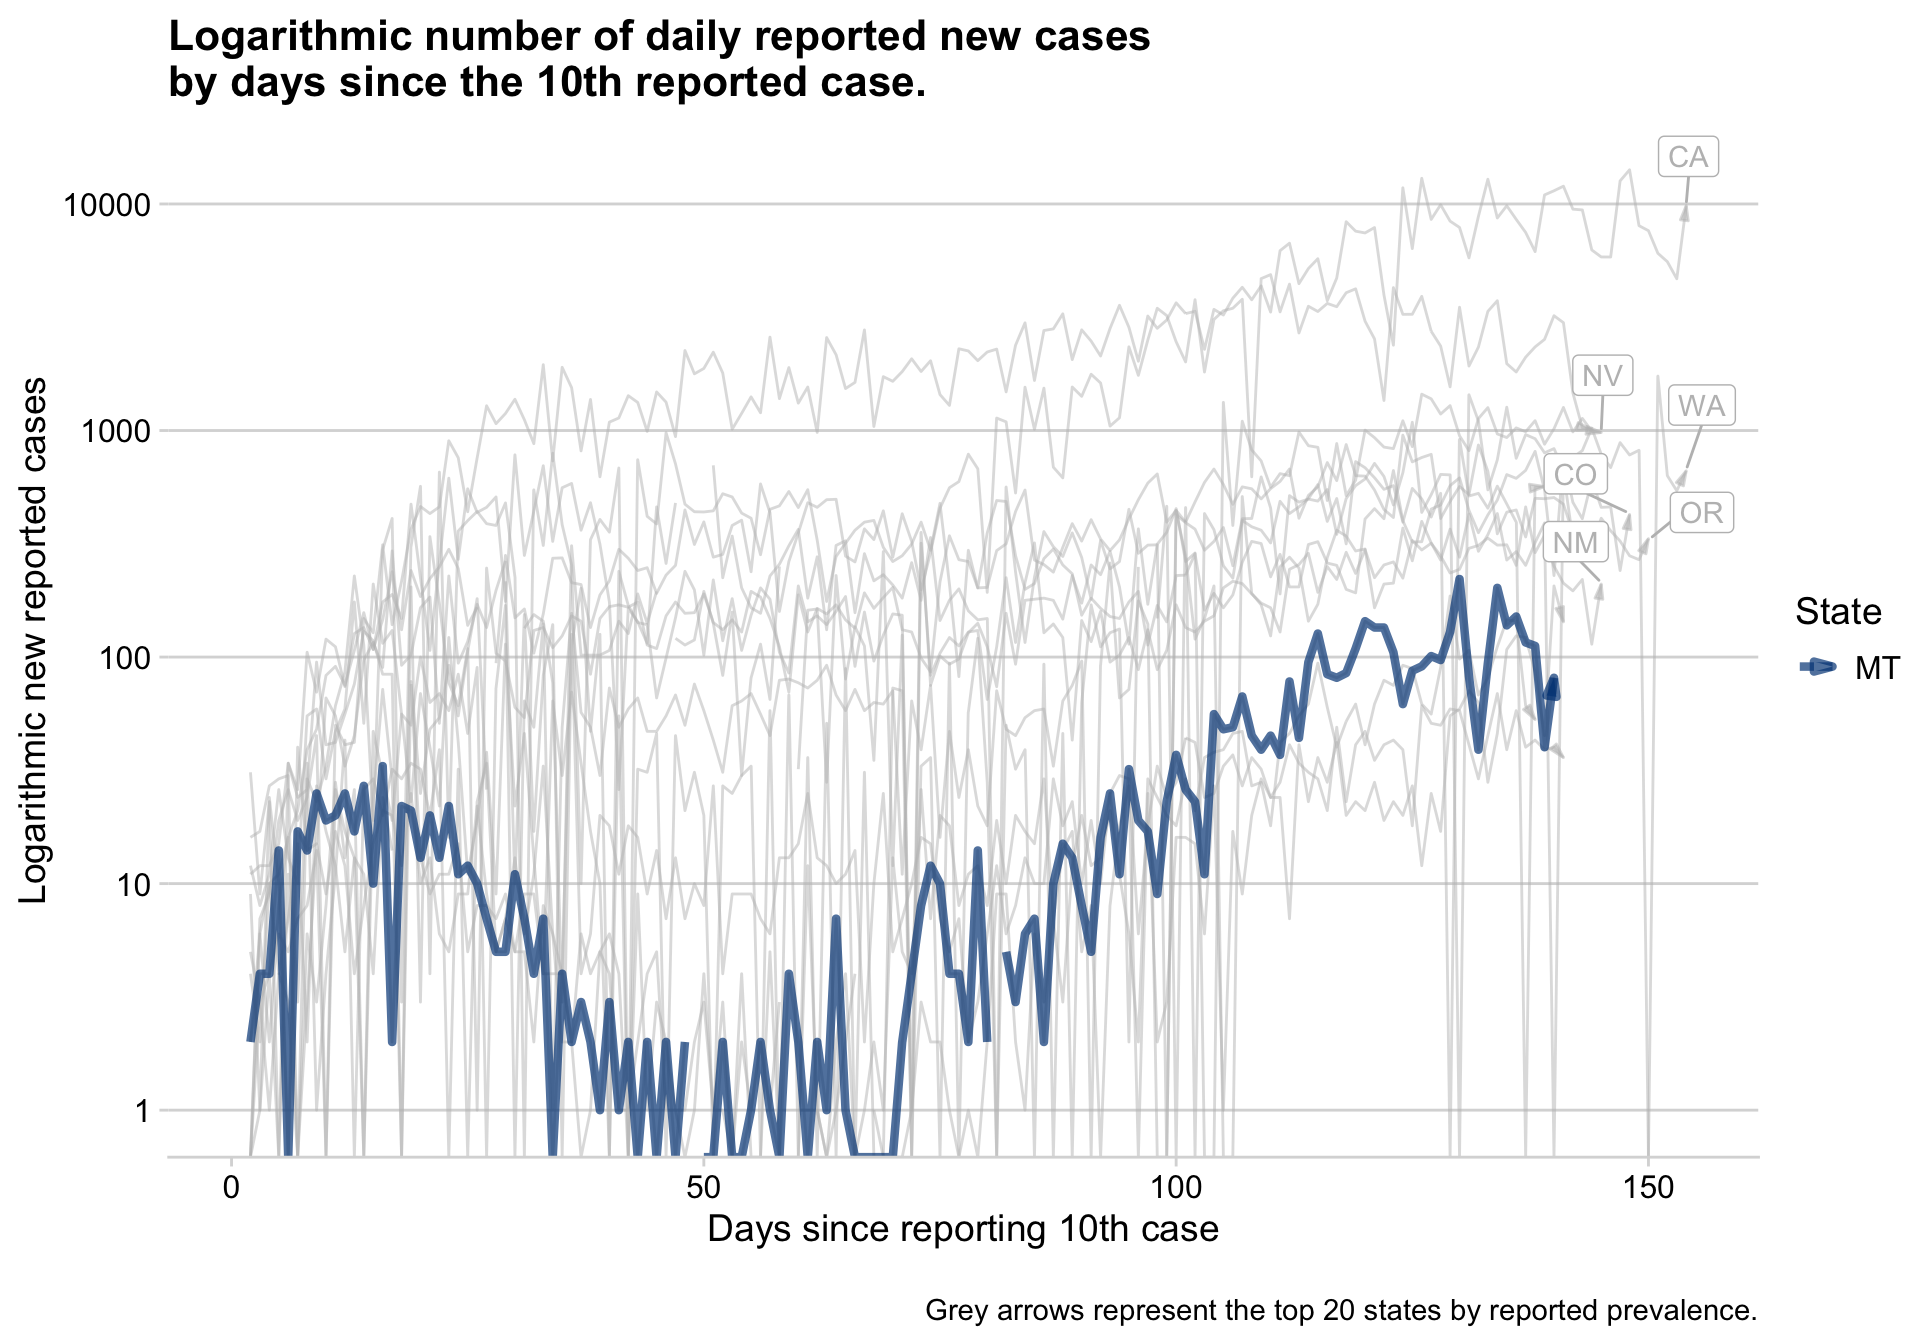 Logarithmic number of daily reported new cases
by days since the 10th reported case.
Logarithmic new reported cases
10000
1000
100
10
1
CA
NV
WA
CO
OR
NM
State
MT
0
50
100
150
Days since reporting 10th case
Grey arrows represent the top 20 states by reported prevalence.